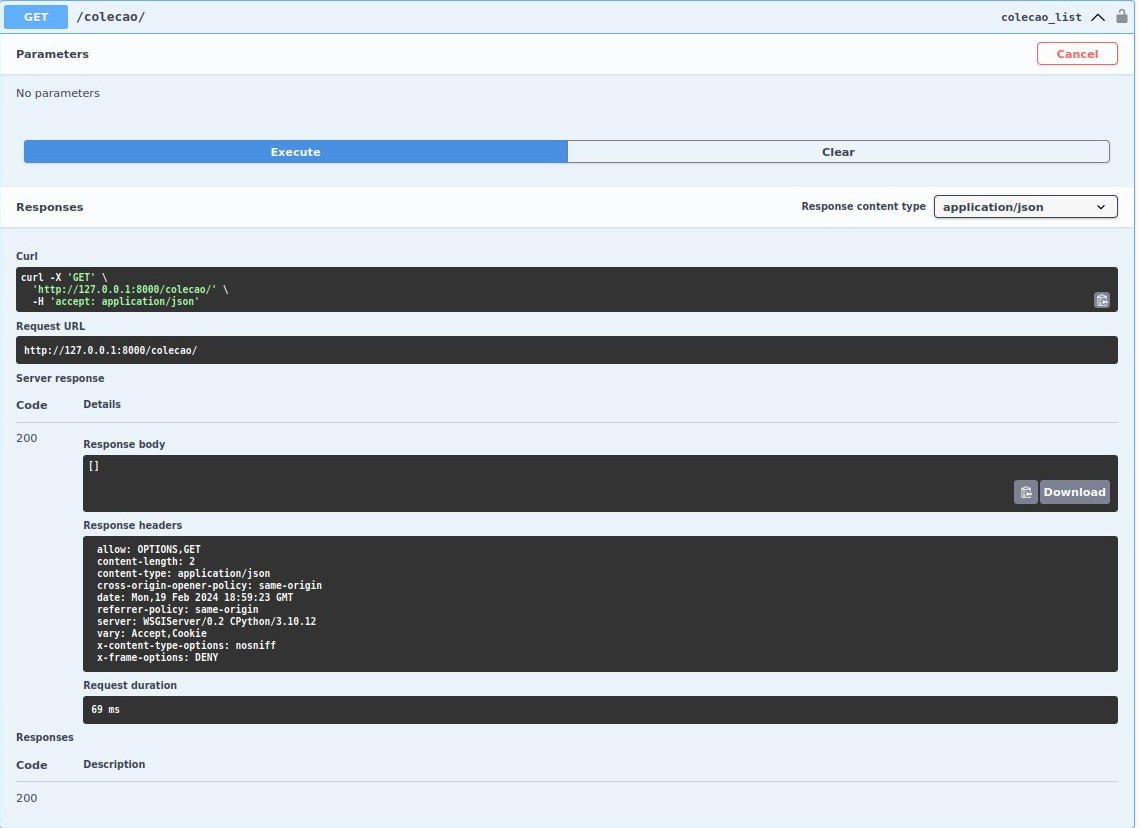 GET /colecao/ colecao_list
Parameters Cancel
No parameters
Execute Clear
Responses Response content type application/json
Curl
curl -X 'GET' \
'http://127.0.0.1:8000/colecao/' \
-H 'accept: application/json'
Request URL
http://127.0.0.1:8000/colecao/
Server response
Code Details
200
Response body
[]
Download
Response headers
allow: OPTIONS,GET
content-length: 2
content-type: application/json
cross-origin-opener-policy: same-origin
date: Mon,19 Feb 2024 18:59:23 GMT
referrer-policy: same-origin
server: WSGIServer/0.2 CPython/3.10.12
vary: Accept,Cookie
x-content-type-options: nosniff
x-frame-options: DENY
Request duration
69 ms
Responses
Code Description
200